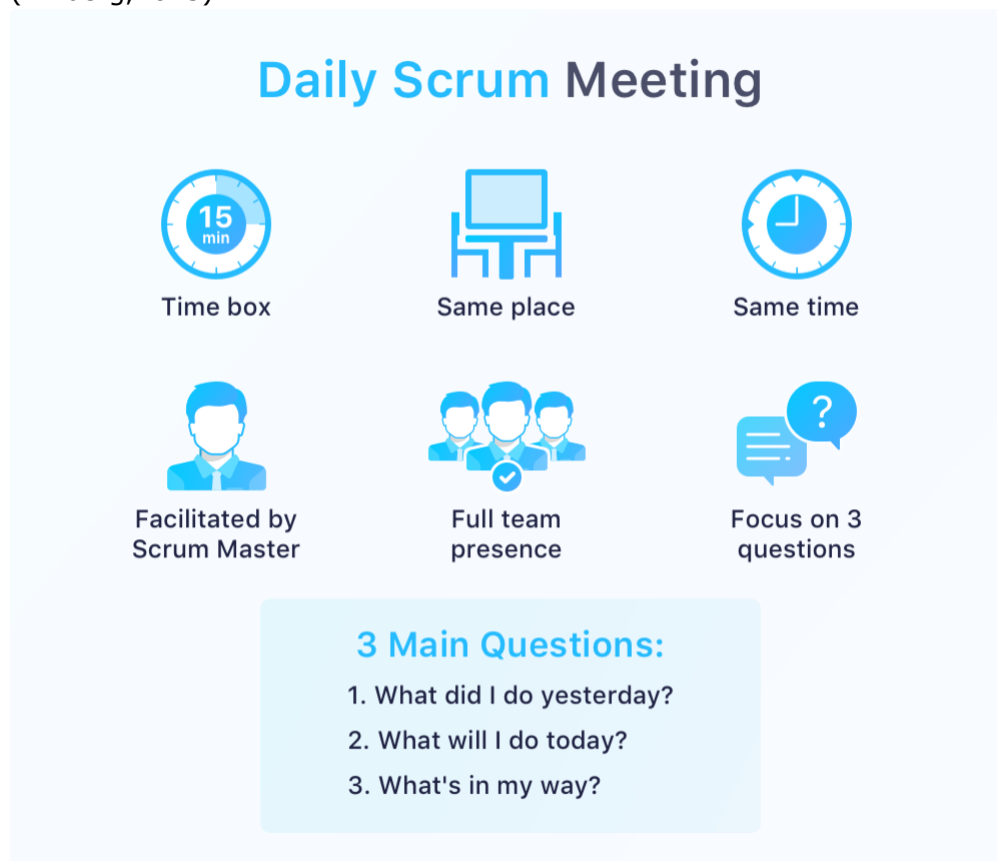 Daily Scrum Meeting
15
min
Time box
Same place
Same time
Facilitated by
Scrum Master
Full team
presence
?
Focus on 3
questions
3 Main Questions:
1. What did I do yesterday?
2. What will I do today?
3. What's in my way?